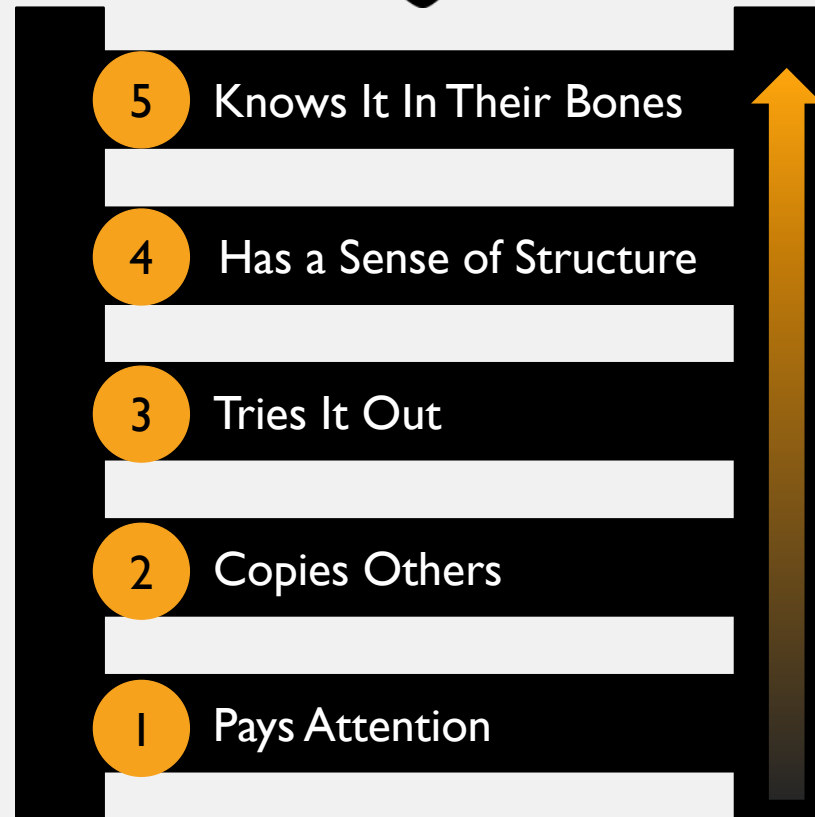 5 Knows It In Their Bones
4 Has a Sense of Structure
3 Tries It Out
2 Copies Others
1 Pays Attention